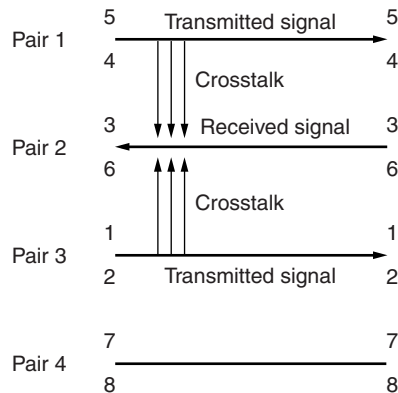 5 Transmitted signal 5
Pair 1
4 4
Crosstalk
3 Received signal 3
Pair 2
6 6
Crosstalk
1 1
Pair 3
2 Transmitted signal 2
7 7
Pair 4
8 8